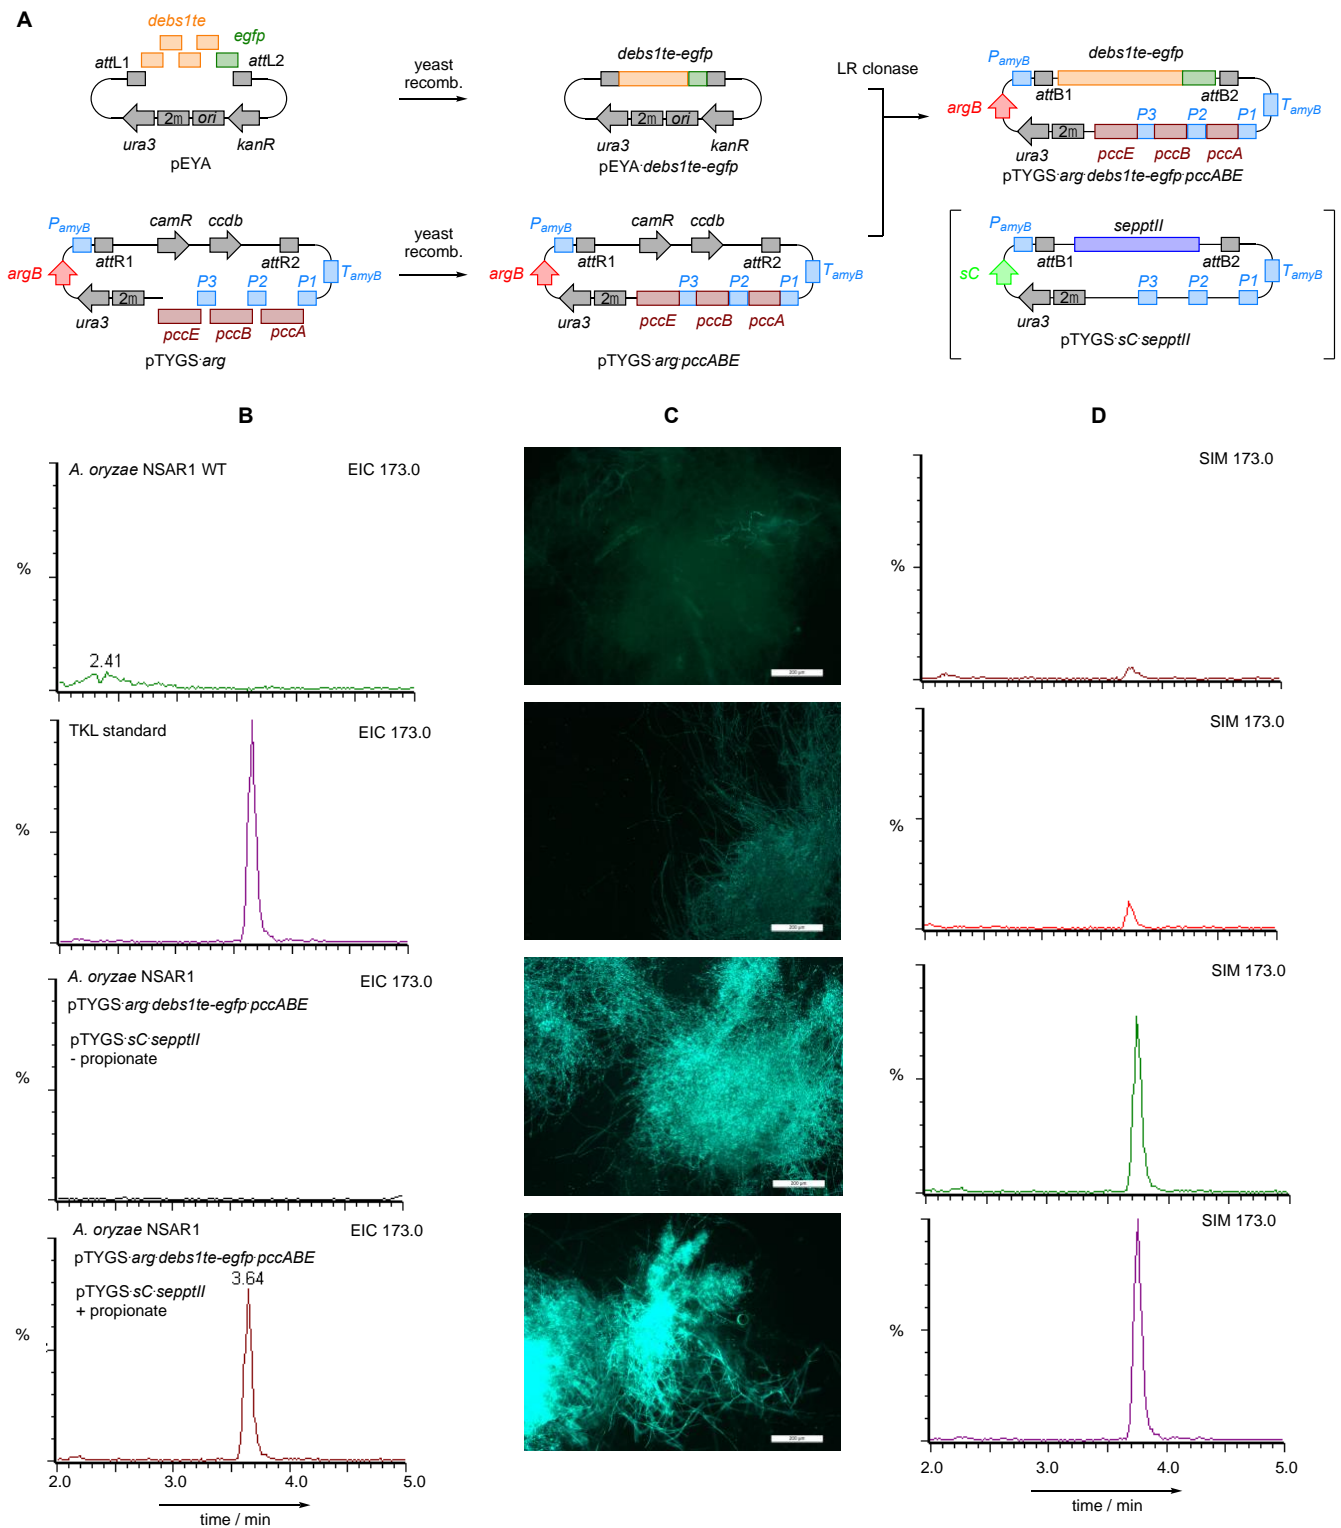 A
debs1te
egfp
attL1
attL2
2m
ori
ura3
kanR
pEYA
yeast
recomb.
debs1te-egfp
2m
ori
ura3
kanR
pEYA·debs1te-egfp
LR clonase
debs1te-egfp
PamyB
attB1
attB2
argB
TamyB
P3
P2
P1
2m
ura3
pccE
pccB
pccA
pTYGS·arg·debs1te-egfp·pccABE
camR
ccdb
PamyB
attR1
attR2
argB
TamyB
P3
P2
P1
2m
ura3
pccE
pccB
pccA
pTYGS·arg
yeast
recomb.
camR
ccdb
PamyB
attR1
attR2
argB
TamyB
P3
P2
P1
2m
ura3
pccE
pccB
pccA
pTYGS·arg·pccABE
sepptII
PamyB
attB1
attB2
sC
TamyB
P3
P2
P1
2m
ura3
pTYGS·sC·sepptII
B
C
D
A. oryzae NSAR1 WT
EIC 173.0
%
2.41
200 µm
SIM 173.0
%
TKL standard
EIC 173.0
%
200 µm
SIM 173.0
%
A. oryzae NSAR1
EIC 173.0
pTYGS·arg·debs1te-egfp·pccABE
pTYGS·sC·sepptII
- propionate
%
200 µm
SIM 173.0
%
A. oryzae NSAR1
EIC 173.0
pTYGS·arg·debs1te-egfp·pccABE
3.64
pTYGS·sC·sepptII
+ propionate
%
2.0 3.0 4.0 5.0
time / min
200 µm
SIM 173.0
%
2.0 3.0 4.0 5.0
time / min